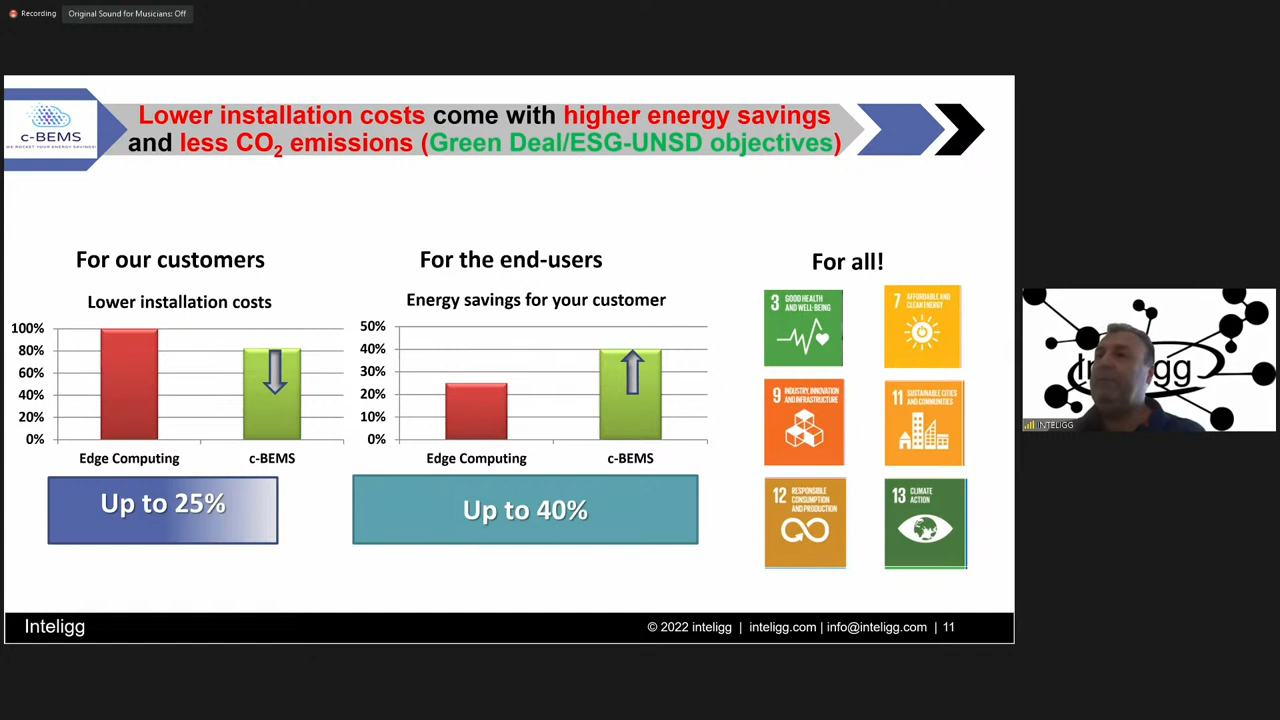 Recording
Original Sound for Musicians: Off
c-BEMS
WE ROCKET YOUR ENERGY SAVINGS!
Lower installation costs come with higher energy savings
and less CO2 emissions (Green Deal/ESG-UNSD objectives)
For our customers
Lower installation costs
100%
80%
60%
40%
20%
0%
Edge Computing
c-BEMS
Up to 25%
For the end-users
Energy savings for your customer
50%
40%
30%
20%
10%
0%
Edge Computing
c-BEMS
Up to 40%
For all!
3 GOOD HEALTH
AND WELL-BEING
7 AFFORDABLE AND
CLEAN ENERGY
9 INDUSTRY, INNOVATION
AND INFRASTRUCTURE
11 SUSTAINABLE CITIES
AND COMMUNITIES
12 RESPONSIBLE
CONSUMPTION
AND PRODUCTION
13 CLIMATE
ACTION
INTELIGG
Inteligg
© 2022 inteligg | inteligg.com | info@inteligg.com | 11